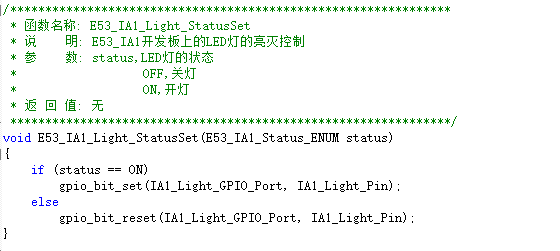 /***************************************************************
 * 函数名称: E53_IA1_Light_StatusSet
 * 说    明: E53_IA1开发板上的LED灯的亮灭控制
 * 参    数: status,LED灯的状态
 *                 OFF,关灯
 *                 ON,开灯
 * 返 回 值: 无
 ***************************************************************/
void E53_IA1_Light_StatusSet(E53_IA1_Status_ENUM status)
{
    if (status == ON)
        gpio_bit_set(IA1_Light_GPIO_Port, IA1_Light_Pin);
    else
        gpio_bit_reset(IA1_Light_GPIO_Port, IA1_Light_Pin);
}